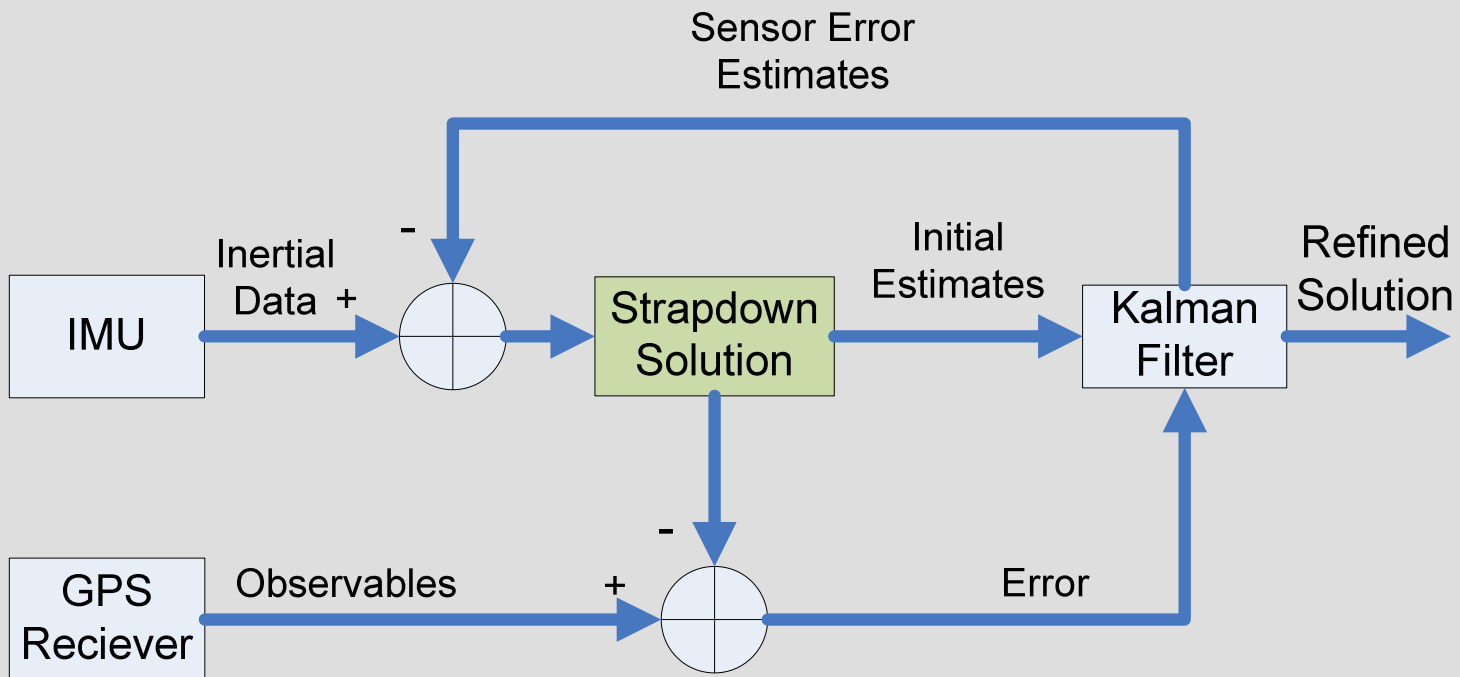 Sensor Error
Estimates
-
Inertial
Data +
Initial
Estimates
Refined
Solution
IMU
Strapdown
Solution
Kalman
Filter
-
GPS
Reciever
Observables
+
Error